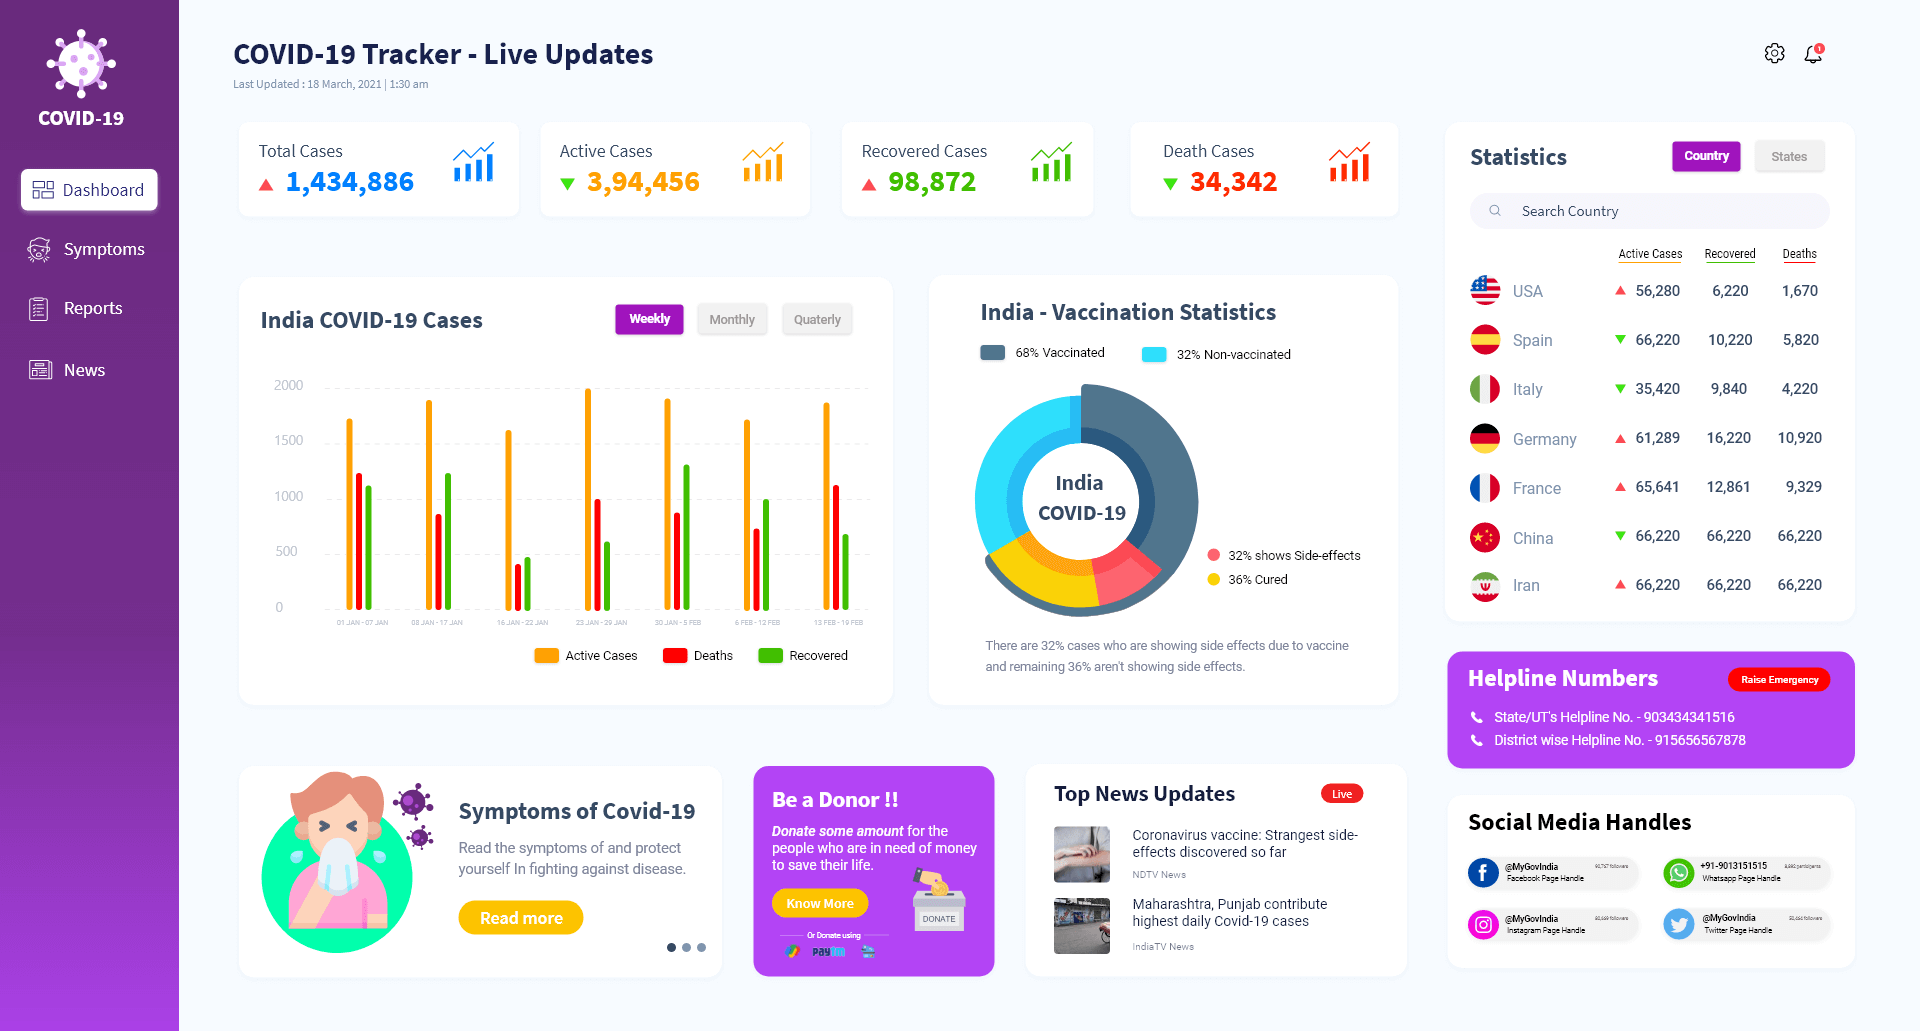 COVID-19
Dashboard
Symptoms
Reports
News
COVID-19 Tracker - Live Updates
Last Updated : 18 March, 2021 | 1:30 am
1
Total Cases
1,434,886
Active Cases
3,94,456
Recovered Cases
98,872
Death Cases
34,342
India COVID-19 Cases
Weekly
Monthly
Quaterly
2000
1500
1000
500
0
01 JAN - 07 JAN
08 JAN - 17 JAN
16 JAN - 22 JAN
23 JAN - 29 JAN
30 JAN - 5 FEB
6 FEB - 12 FEB
13 FEB - 19 FEB
Active Cases
Deaths
Recovered
India - Vaccination Statistics
68% Vaccinated
32% Non-vaccinated
India
COVID-19
32% shows Side-effects
36% Cured
There are 32% cases who are showing side effects due to vaccine
and remaining 36% aren't showing side effects.
Statistics
Country
States
Search Country
Active Cases Recovered Deaths
USA 56,280 6,220 1,670
Spain 66,220 10,220 5,820
Italy 35,420 9,840 4,220
Germany 61,289 16,220 10,920
France 65,641 12,861 9,329
China 66,220 66,220 66,220
Iran 66,220 66,220 66,220
Helpline Numbers
Raise Emergency
State/UT's Helpline No. - 903434341516
District wise Helpline No. - 915656567878
Symptoms of Covid-19
Read the symptoms of and protect
yourself In fighting against disease.
Read more
Be a Donor !!
Donate some amount for the
people who are in need of money
to save their life.
Know More
DONATE
Or Donate using
Paytm
Top News Updates
Live
Coronavirus vaccine: Strangest side-
effects discovered so far
NDTV News
Maharashtra, Punjab contribute
highest daily Covid-19 cases
IndiaTV News
Social Media Handles
@MyGovIndia
Facebook Page Handle
+91-9013151515
Whatsapp Page Handle
@MyGovIndia
Instagram Page Handle
@MyGovIndia
Twitter Page Handle